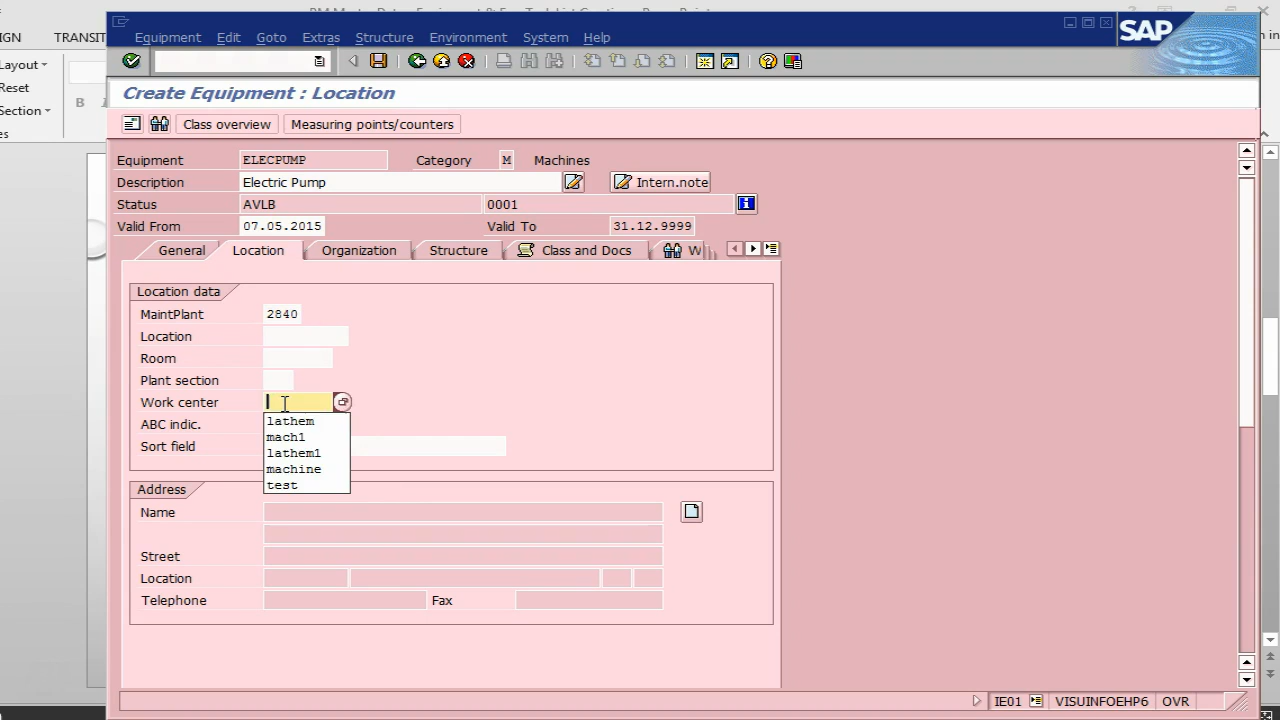 IGN
TRANSIT
Layout
Reset
Section
B
Equipment Edit Goto Extras Structure Environment System Help
SAP
Create Equipment : Location
Class overview Measuring points/counters
Equipment ELECPUMP Category M Machines
Description Electric Pump Intern.note
Status AVLB 0001
Valid From 07.05.2015 Valid To 31.12.9999
General Location Organization Structure Class and Docs W
Location data
MaintPlant 2840
Location
Room
Plant section
Work center
ABC indic.
Sort field
lathem
mach1
lathem1
machine
test
Address
Name
Street
Location
Telephone Fax
IE01 VISUINFOEHP6 OVR